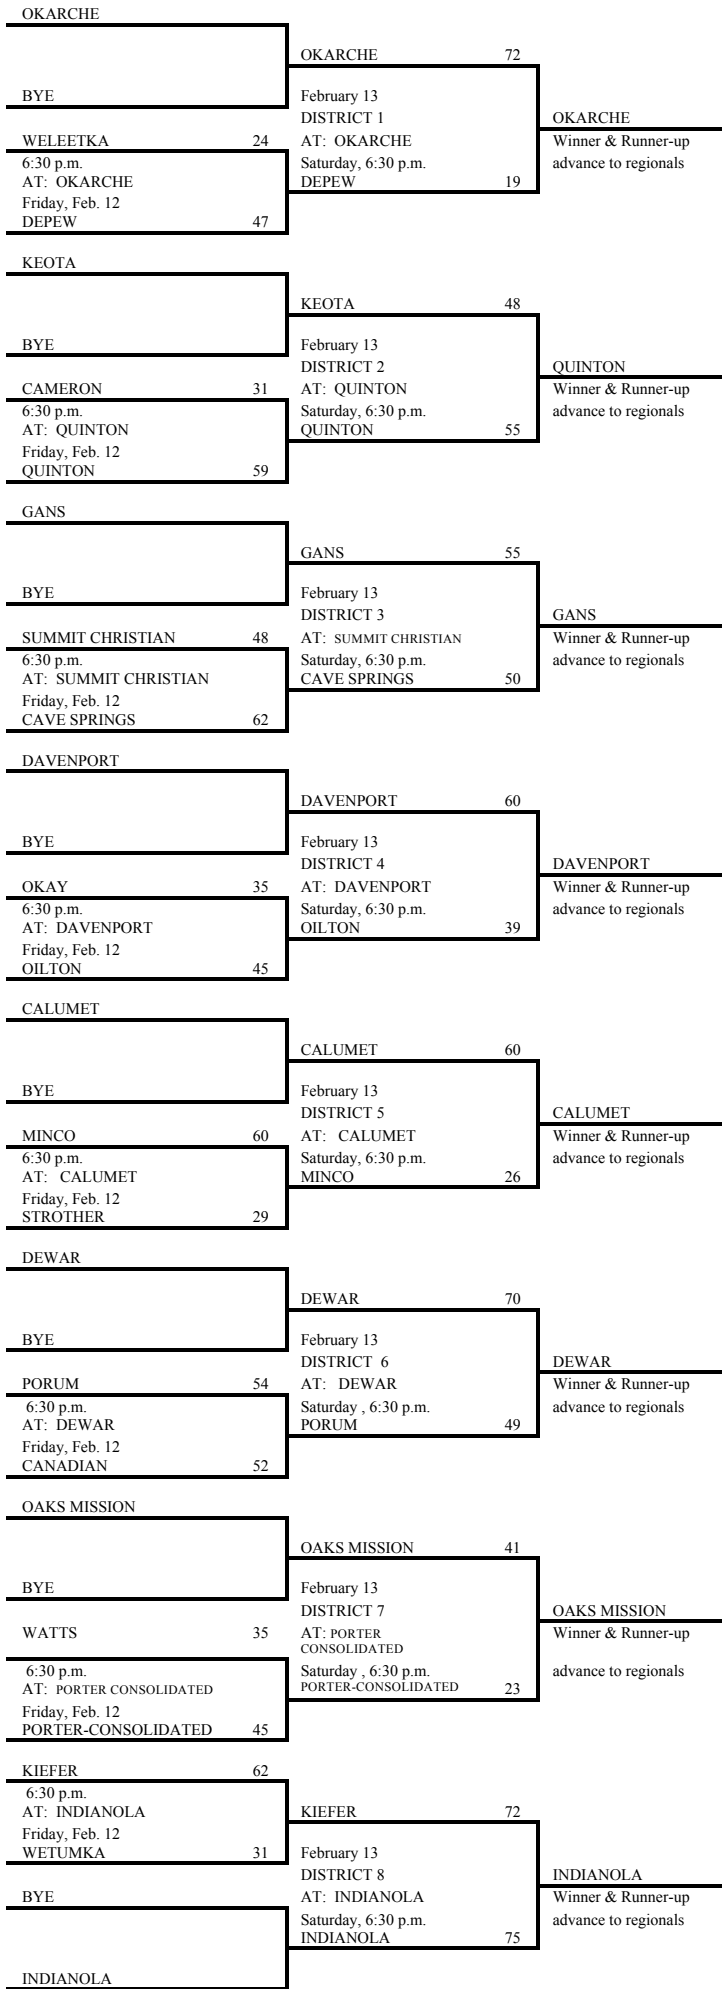 OKARCHE
OKARCHE 72
BYE
February 13
DISTRICT 1
OKARCHE
WELEETKA 24
AT: OKARCHE
Winner & Runner-up
6:30 p.m.
Saturday, 6:30 p.m.
advance to regionals
AT: OKARCHE
DEPEW 19
Friday, Feb. 12
DEPEW 47
KEOTA
KEOTA 48
BYE
February 13
DISTRICT 2
QUINTON
CAMERON 31
AT: QUINTON
Winner & Runner-up
6:30 p.m.
Saturday, 6:30 p.m.
advance to regionals
AT: QUINTON
QUINTON 55
Friday, Feb. 12
QUINTON 59
GANS
GANS 55
BYE
February 13
DISTRICT 3
GANS
SUMMIT CHRISTIAN 48
AT: SUMMIT CHRISTIAN
Winner & Runner-up
6:30 p.m.
Saturday, 6:30 p.m.
advance to regionals
AT: SUMMIT CHRISTIAN
CAVE SPRINGS 50
Friday, Feb. 12
CAVE SPRINGS 62
DAVENPORT
DAVENPORT 60
BYE
February 13
DISTRICT 4
DAVENPORT
OKAY 35
AT: DAVENPORT
Winner & Runner-up
6:30 p.m.
Saturday, 6:30 p.m.
advance to regionals
AT: DAVENPORT
OILTON 39
Friday, Feb. 12
OILTON 45
CALUMET
CALUMET 60
BYE
February 13
DISTRICT 5
CALUMET
MINCO 60
AT: CALUMET
Winner & Runner-up
6:30 p.m.
Saturday, 6:30 p.m.
advance to regionals
AT: CALUMET
MINCO 26
Friday, Feb. 12
STROTHER 29
DEWAR
DEWAR 70
BYE
February 13
DISTRICT 6
DEWAR
PORUM 54
AT: DEWAR
Winner & Runner-up
6:30 p.m.
Saturday , 6:30 p.m.
advance to regionals
AT: DEWAR
PORUM 49
Friday, Feb. 12
CANADIAN 52
OAKS MISSION
OAKS MISSION 41
BYE
February 13
DISTRICT 7
OAKS MISSION
WATTS 35
AT: PORTER
CONSOLIDATED
Winner & Runner-up
6:30 p.m.
Saturday , 6:30 p.m.
advance to regionals
AT: PORTER CONSOLIDATED
PORTER-CONSOLIDATED 23
Friday, Feb. 12
PORTER-CONSOLIDATED 45
KIEFER 62
6:30 p.m.
AT: INDIANOLA
KIEFER 72
Friday, Feb. 12
WETUMKA 31
February 13
DISTRICT 8
INDIANOLA
BYE
AT: INDIANOLA
Winner & Runner-up
Saturday, 6:30 p.m.
advance to regionals
INDIANOLA 75
INDIANOLA